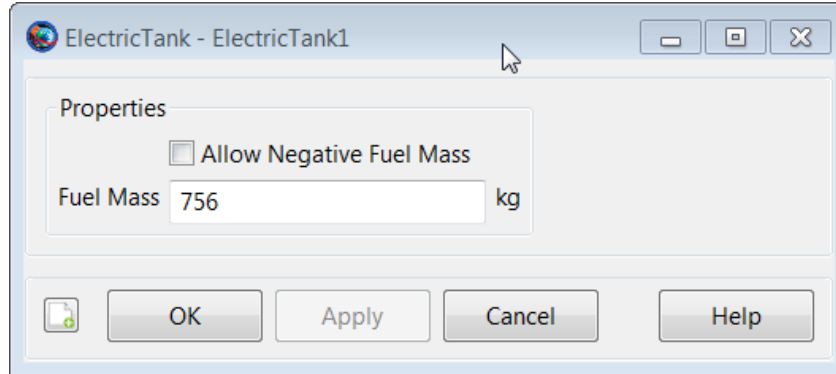 ElectricTank - ElectricTank1
Properties
Allow Negative Fuel Mass
Fuel Mass 756 kg
OK Apply Cancel Help